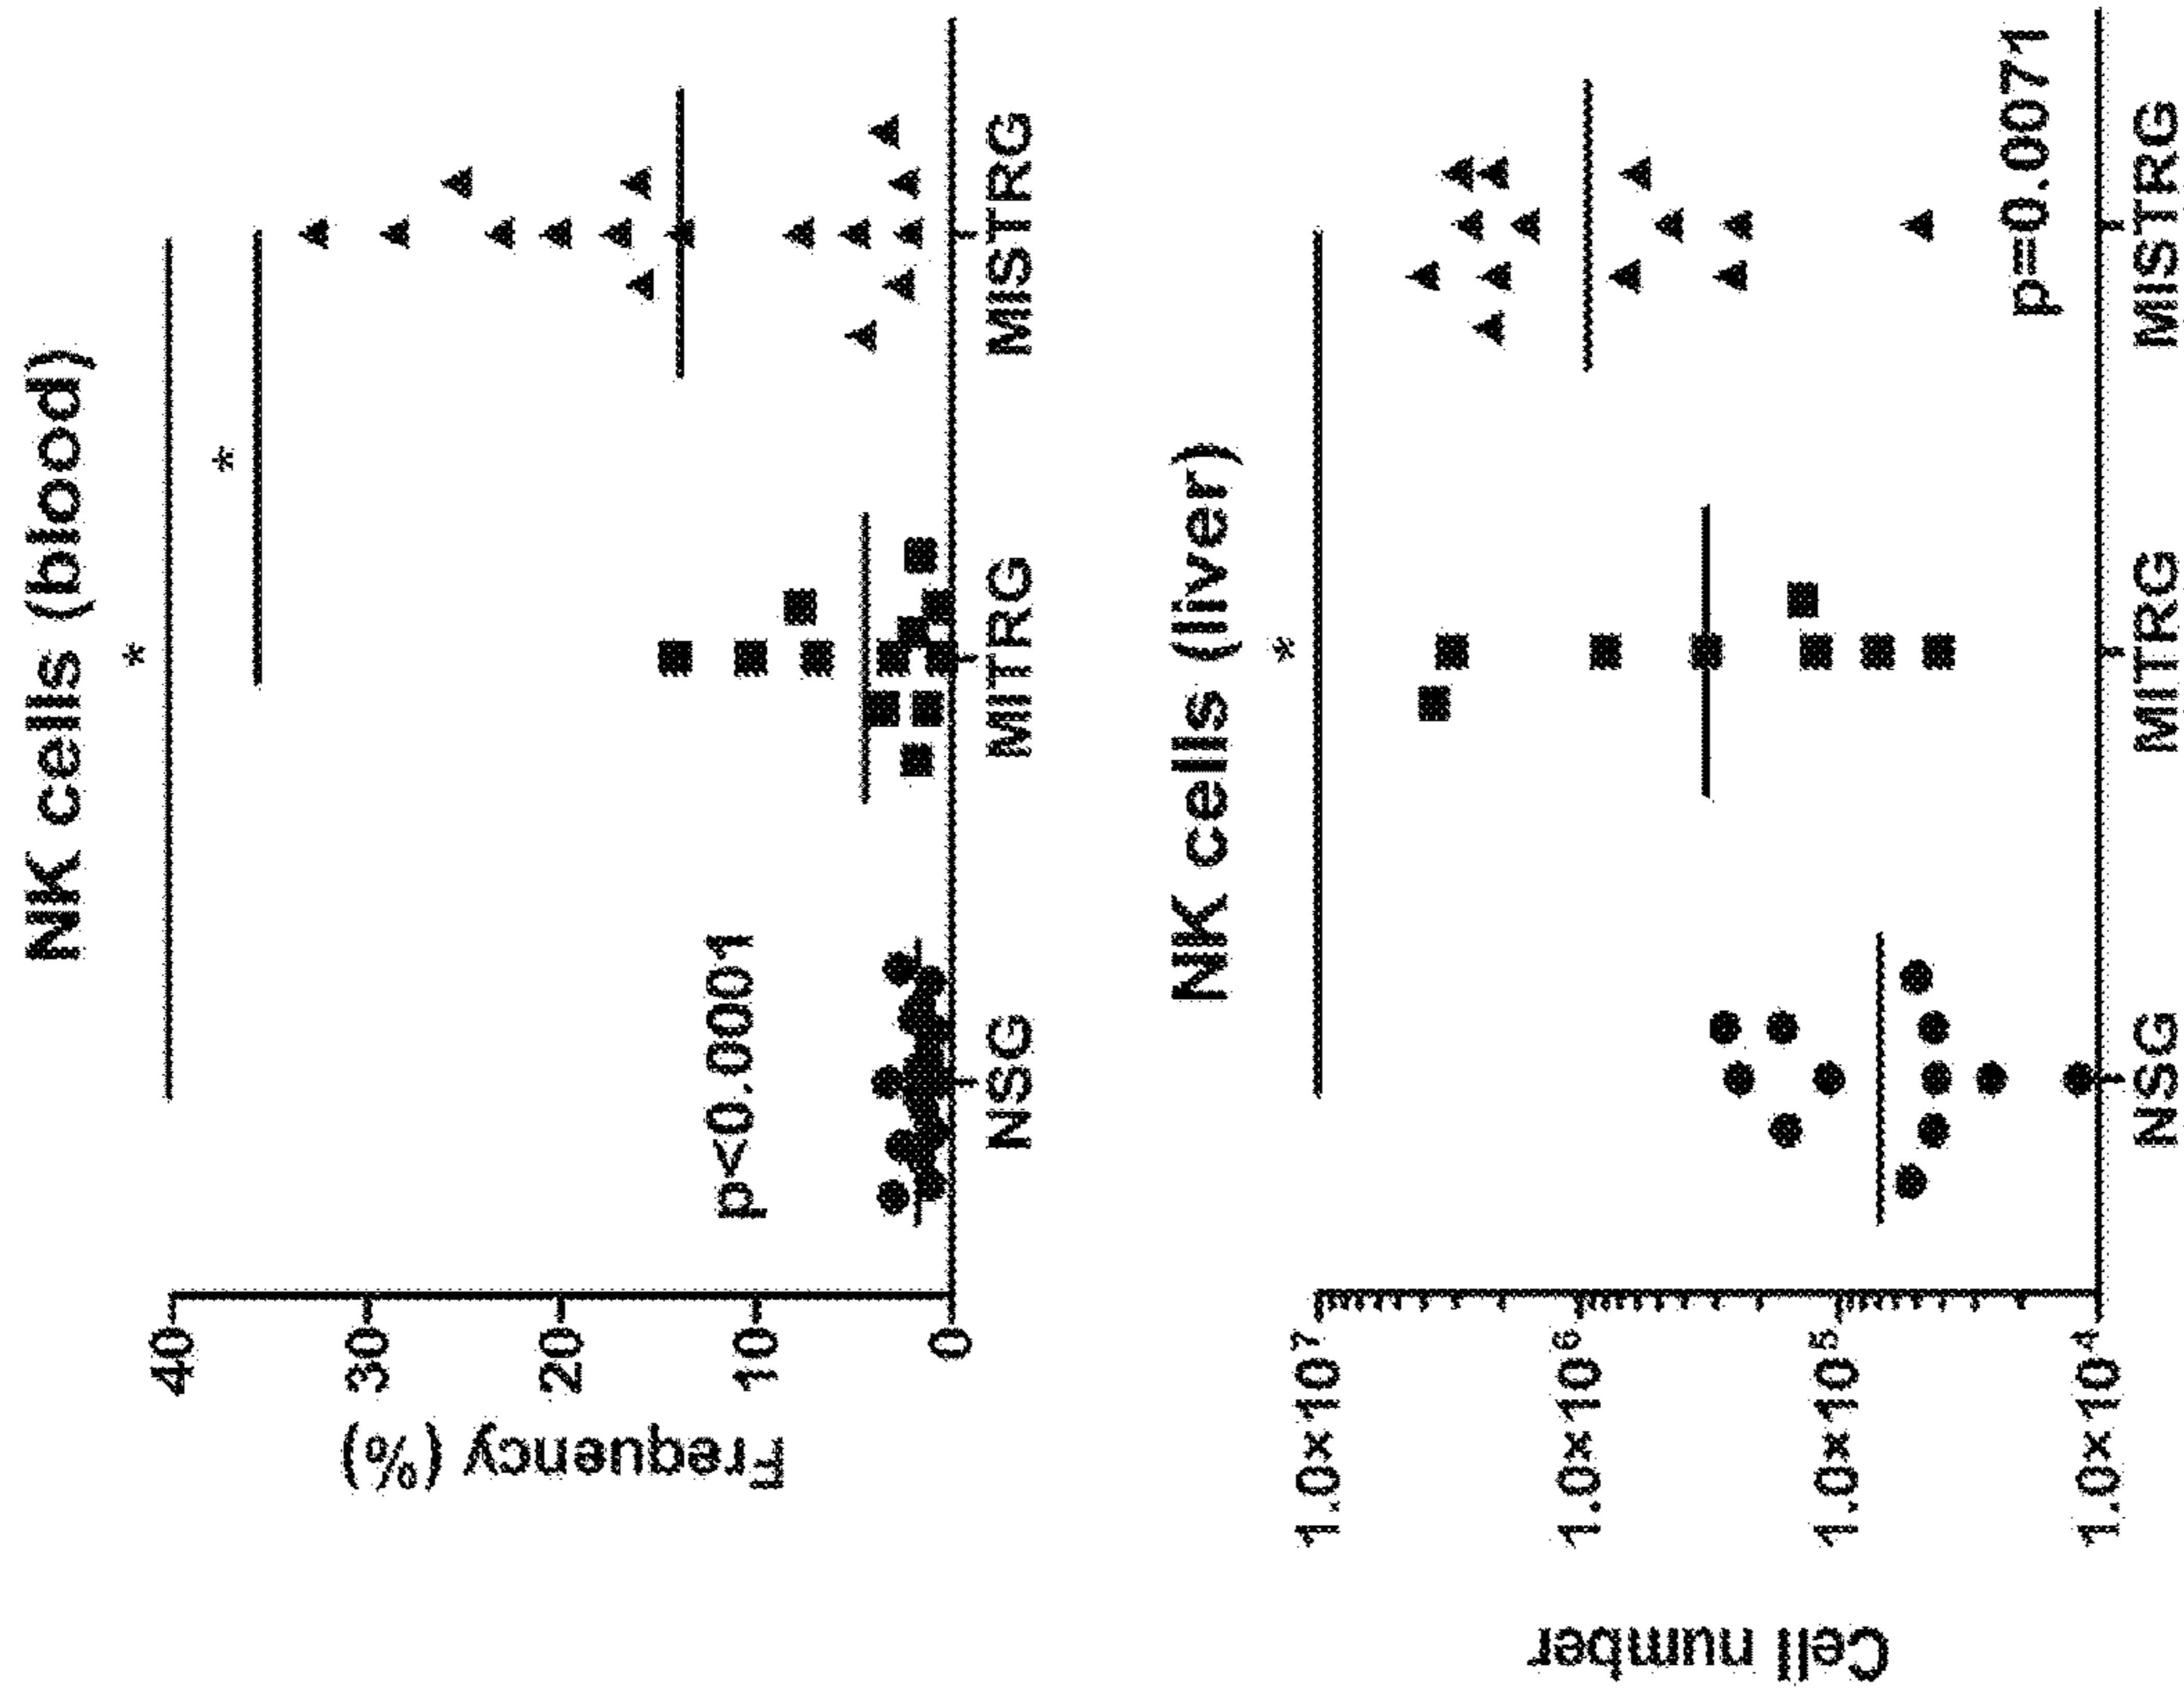 NK cells (blood)
*
*
40
30
20
10
0
Frequency (%)
p<0.0001
NSG
MITRG
MISTRG
NK cells (liver)
*
1.0×10⁷
1.0×10⁶
1.0×10⁵
1.0×10⁴
Cell number
p=0.0071
NSG
MITRG
MISTRG